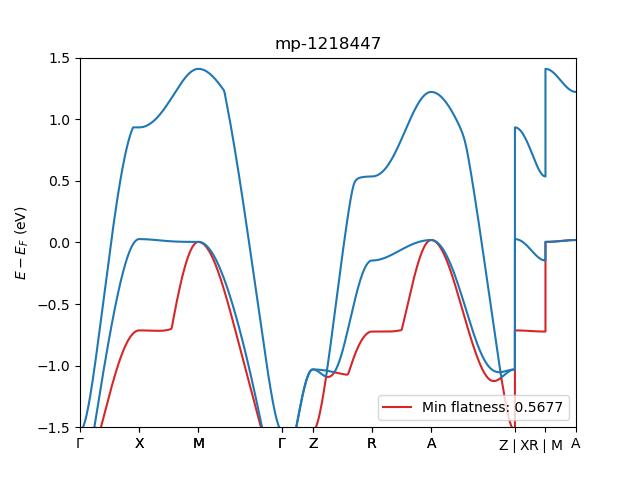 mp-1218447
E − E_F (eV)
1.5
1.0
0.5
0.0
−0.5
−1.0
−1.5
Min flatness: 0.5677
Γ X M Γ Z R A Z | XR | M A